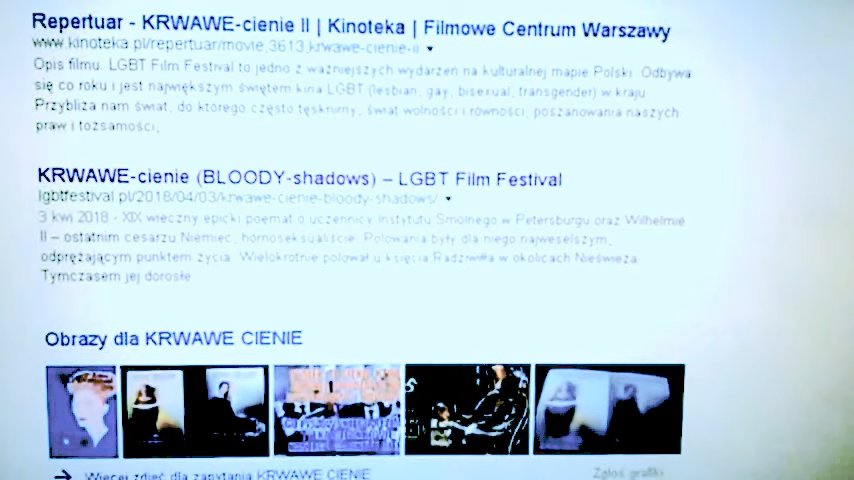 Repertuar - KRWAWE-cienie II | Kinoteka | Filmowe Centrum Warszawy
www.kinoteka.pl/repertuar/movie,3613,krwawe-cienie-ii
Opis filmu. LGBT Film Festival to jedno z ważniejszych wydarzeń na kulturalnej mapie Polski. Odbywa
się co roku i jest największym świętem kina LGBT (lesbian, gay, bisexual, transgender) w kraju.
Przybliża nam świat, do którego często tęsknimy, świat wolności i równości, poszanowania naszych
praw i tożsamości,
KRWAWE-cienie (BLOODY-shadows) – LGBT Film Festival
lgbtfestival.pl/2018/04/03/krwawe-cienie-bloody-shadows/
3 kwi 2018 - XIX wieczny epicki poemat o uczennicy Instytutu Smolnego w Petersburgu oraz Wilhelmie
II – ostatnim cesarzu Niemiec, homoseksualiście. Polowania były dla niego najweselszym,
odprężającym punktem życia. Wielokrotnie polował u księcia Radziwiłła w okolicach Nieświeża.
Tymczasem jej dorosłe
Obrazy dla KRWAWE CIENIE
Więcej zdjęć dla zapytania KRWAWE CIENIE
Zgłoś grafiki